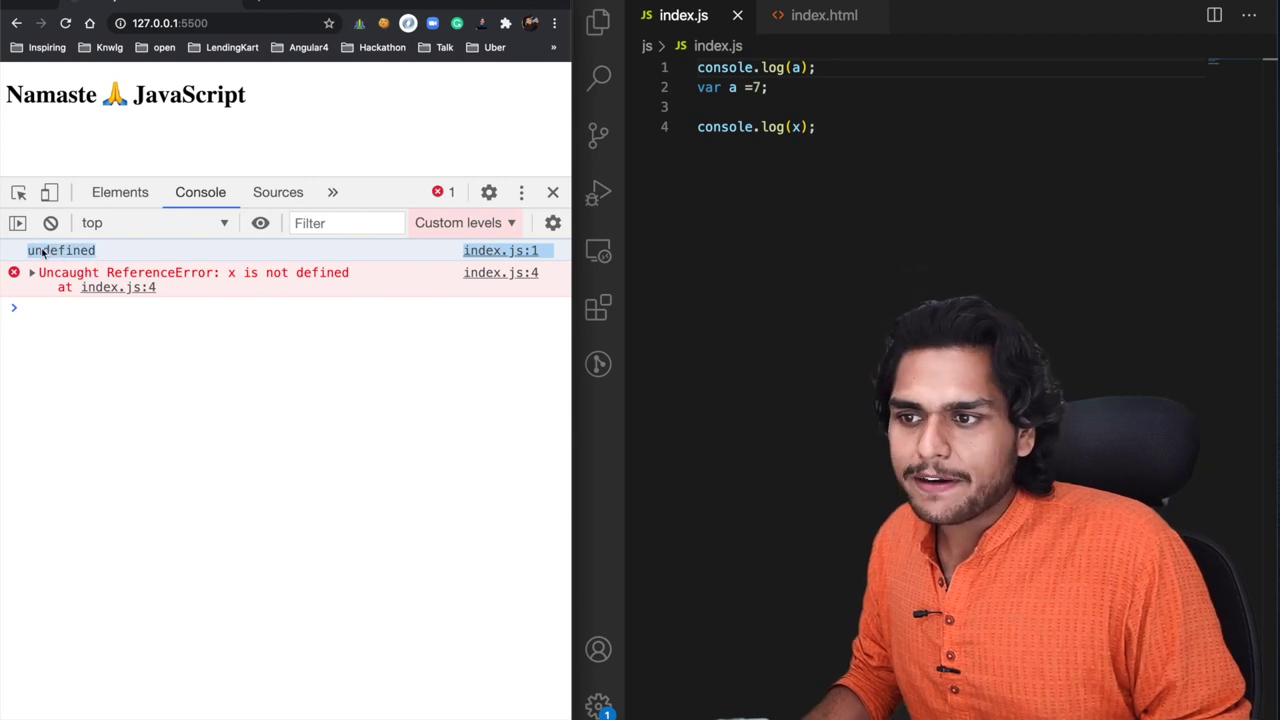 127.0.0.1:5500
Inspiring Knwlg open LendingKart Angular4 Hackathon Talk Uber »
Namaste 🙏 JavaScript
Elements Console Sources » 1
top Filter Custom levels
undefined index.js:1
Uncaught ReferenceError: x is not defined index.js:4
at index.js:4
index.js index.html
js > JS index.js
1 console.log(a);
2 var a =7;
3
4 console.log(x);
1